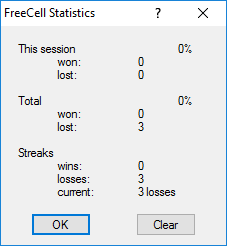 FreeCell Statistics ?
This session 0%
won: 0
lost: 0
Total 0%
won: 0
lost: 3
Streaks
wins: 0
losses: 3
current: 3 losses
OK Clear